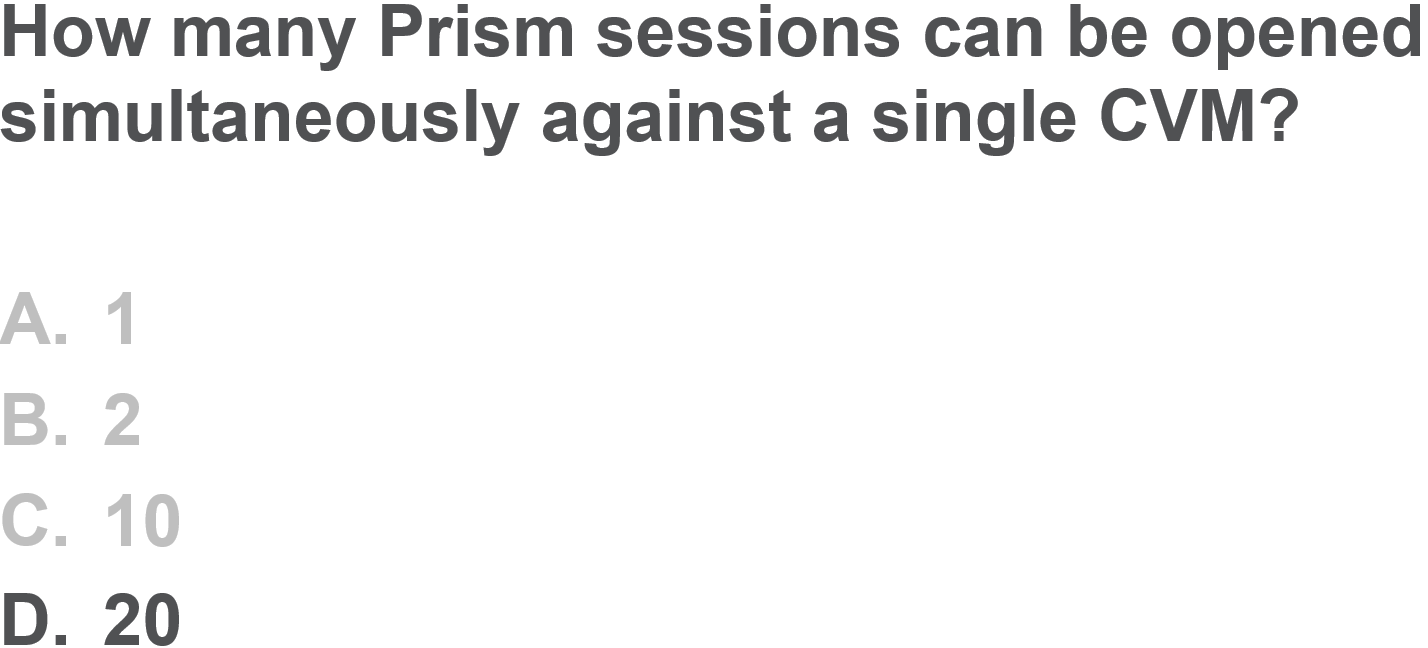 How many Prism sessions can be opened
simultaneously against a single CVM?
A. 1
B. 2
C. 10
D. 20